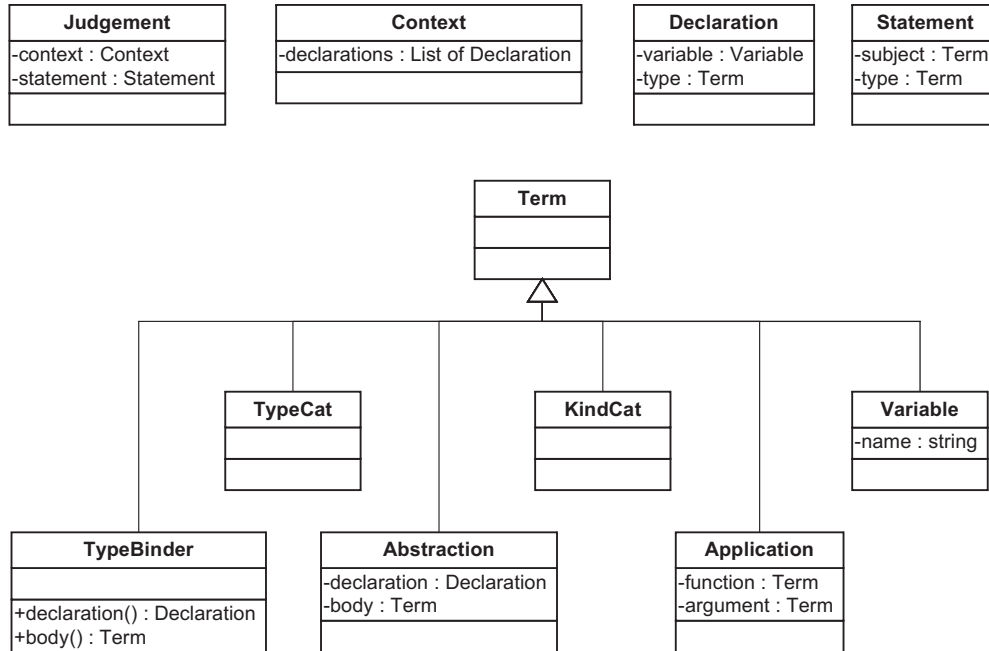 Judgement
-context : Context
-statement : Statement
Context
-declarations : List of Declaration
Declaration
-variable : Variable
-type : Term
Statement
-subject : Term
-type : Term
Term
TypeCat
KindCat
Variable
-name : string
TypeBinder
+declaration() : Declaration
+body() : Term
Abstraction
-declaration : Declaration
-body : Term
Application
-function : Term
-argument : Term